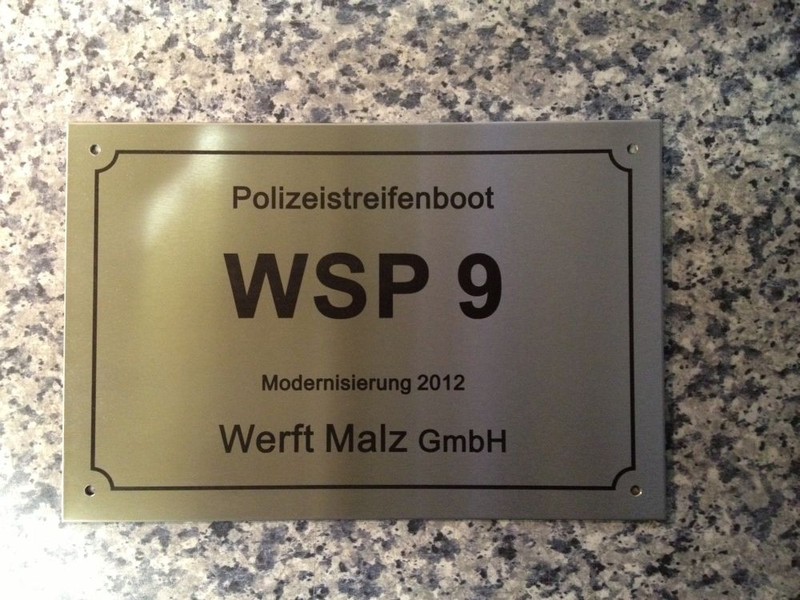 Polizeistreifenboot
WSP 9
Modernisierung 2012
Werft Malz GmbH